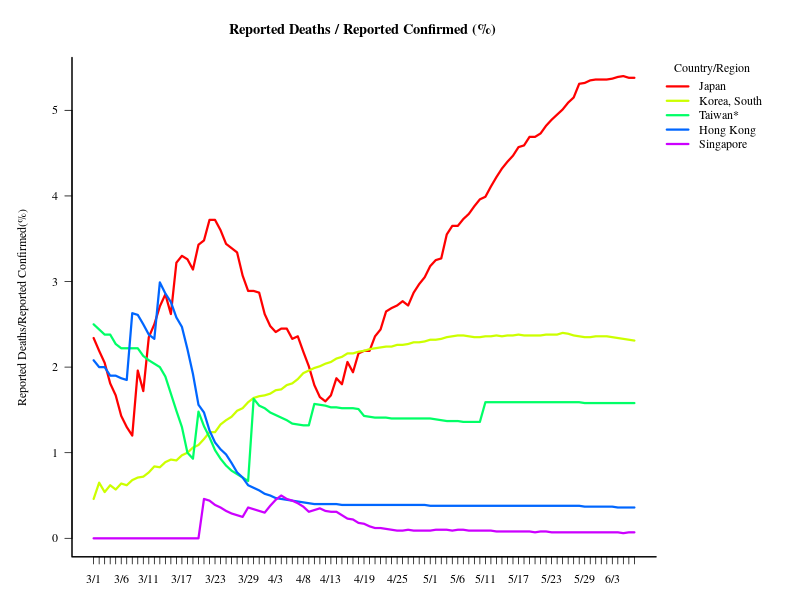 Reported Deaths / Reported Confirmed (%)
Country/Region
Japan
Korea, South
Taiwan*
Hong Kong
Singapore
Reported Deaths/Reported Confirmed(%)
5
4
3
2
1
0
3/1 3/6 3/11 3/17 3/23 3/29 4/3 4/8 4/13 4/19 4/25 5/1 5/6 5/11 5/17 5/23 5/29 6/3